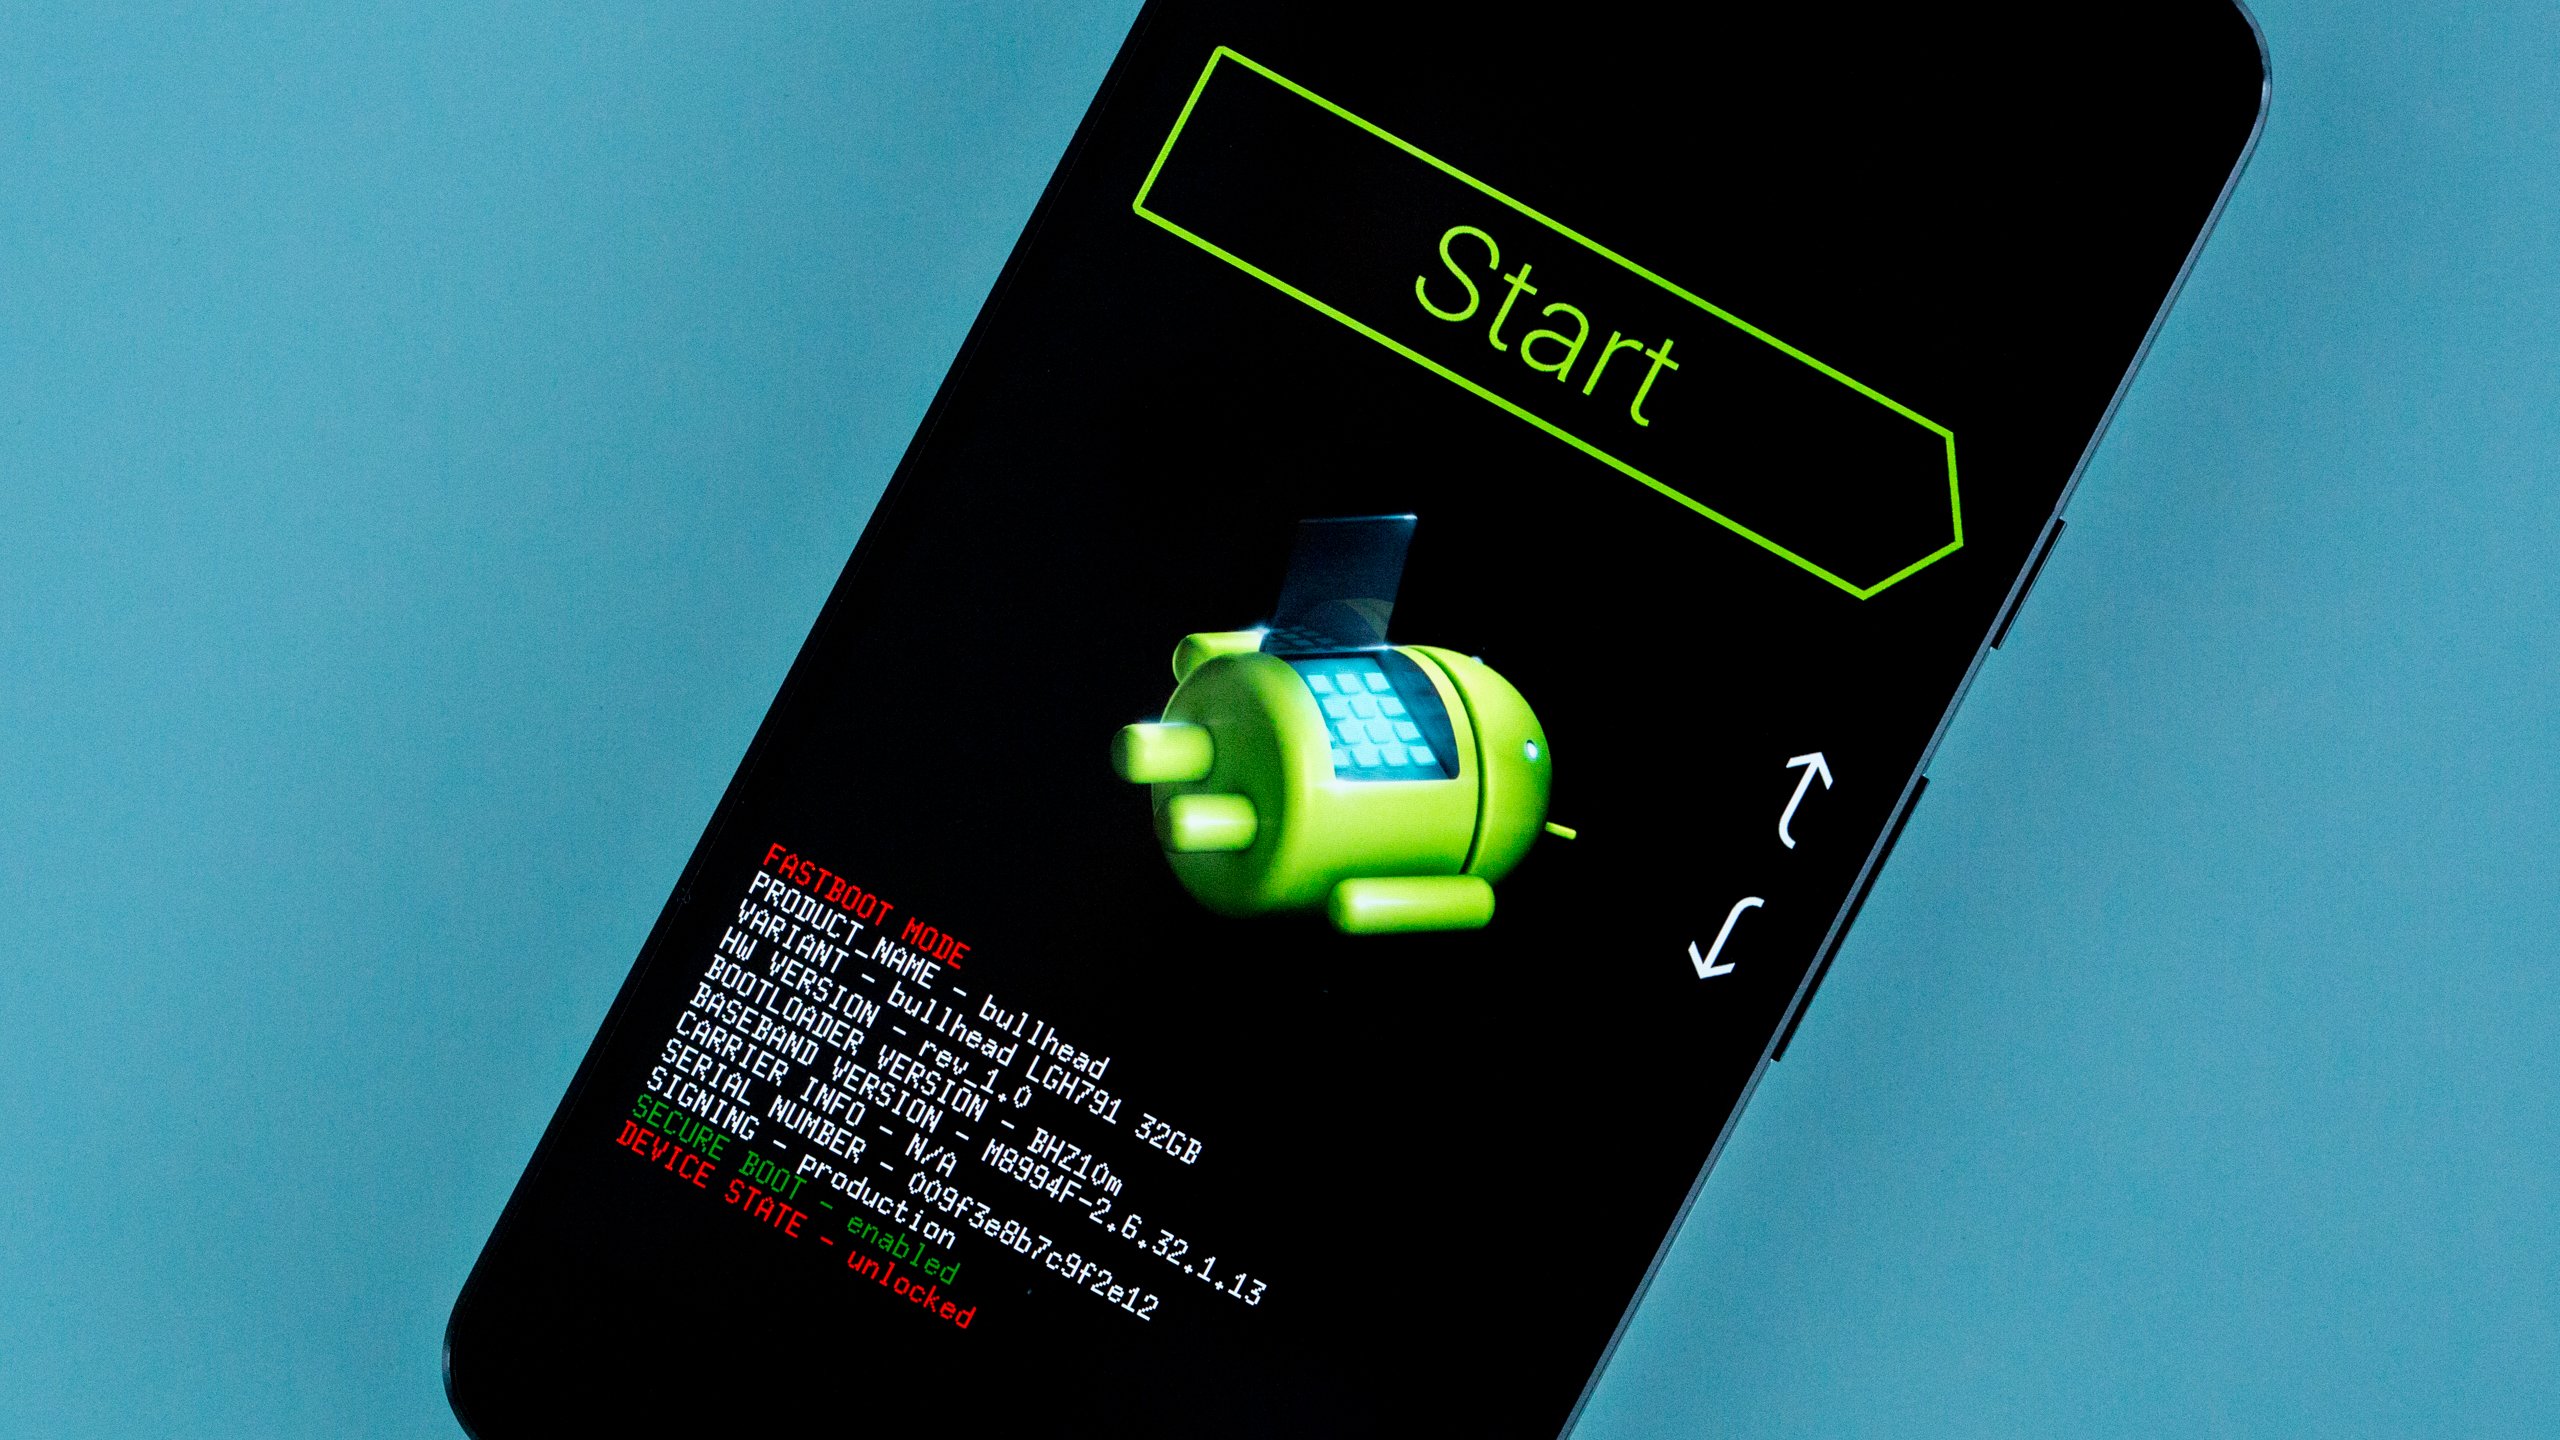 Start
FASTBOOT MODE
PRODUCT_NAME - bullhead
VARIANT - bullhead LGH791 32GB
HW VERSION - rev_1.0
BOOTLOADER VERSION - BHZ10m
BASEBAND VERSION - M8994F-2.6.32.1.13
CARRIER INFO - N/A
SERIAL NUMBER - 009f3e8b7c9f2e12
SIGNING - production
SECURE BOOT - enabled
DEVICE STATE - unlocked